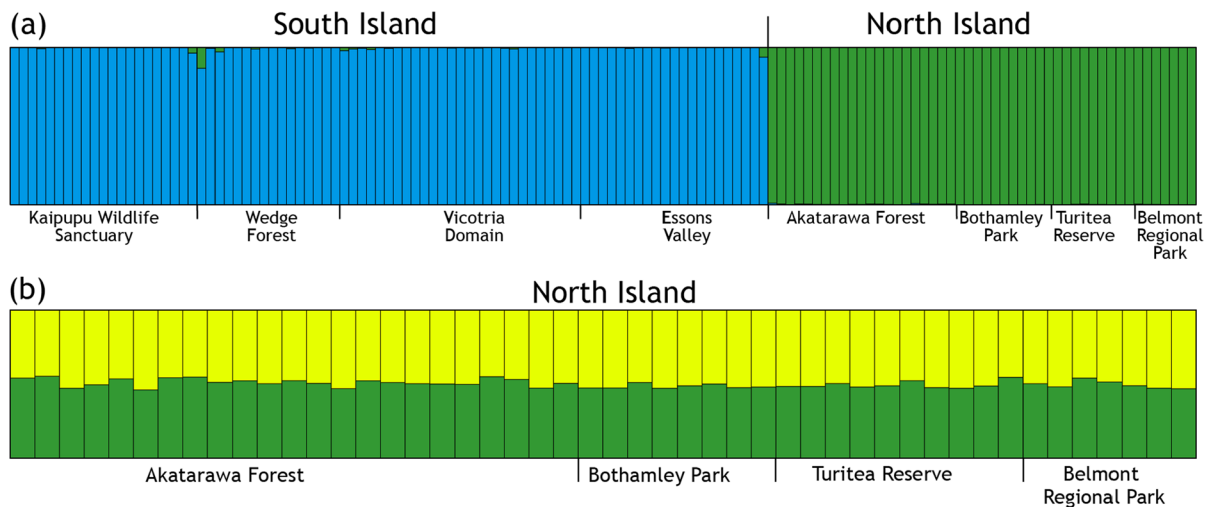 (a)
South Island
North Island
Kaipupu Wildlife
Sanctuary
Wedge
Forest
Vicotria
Domain
Essons
Valley
Akatarawa Forest
Bothamley
Park
Turitea
Reserve
Belmont
Regional
Park
(b)
North Island
Akatarawa Forest
Bothamley Park
Turitea Reserve
Belmont
Regional Park